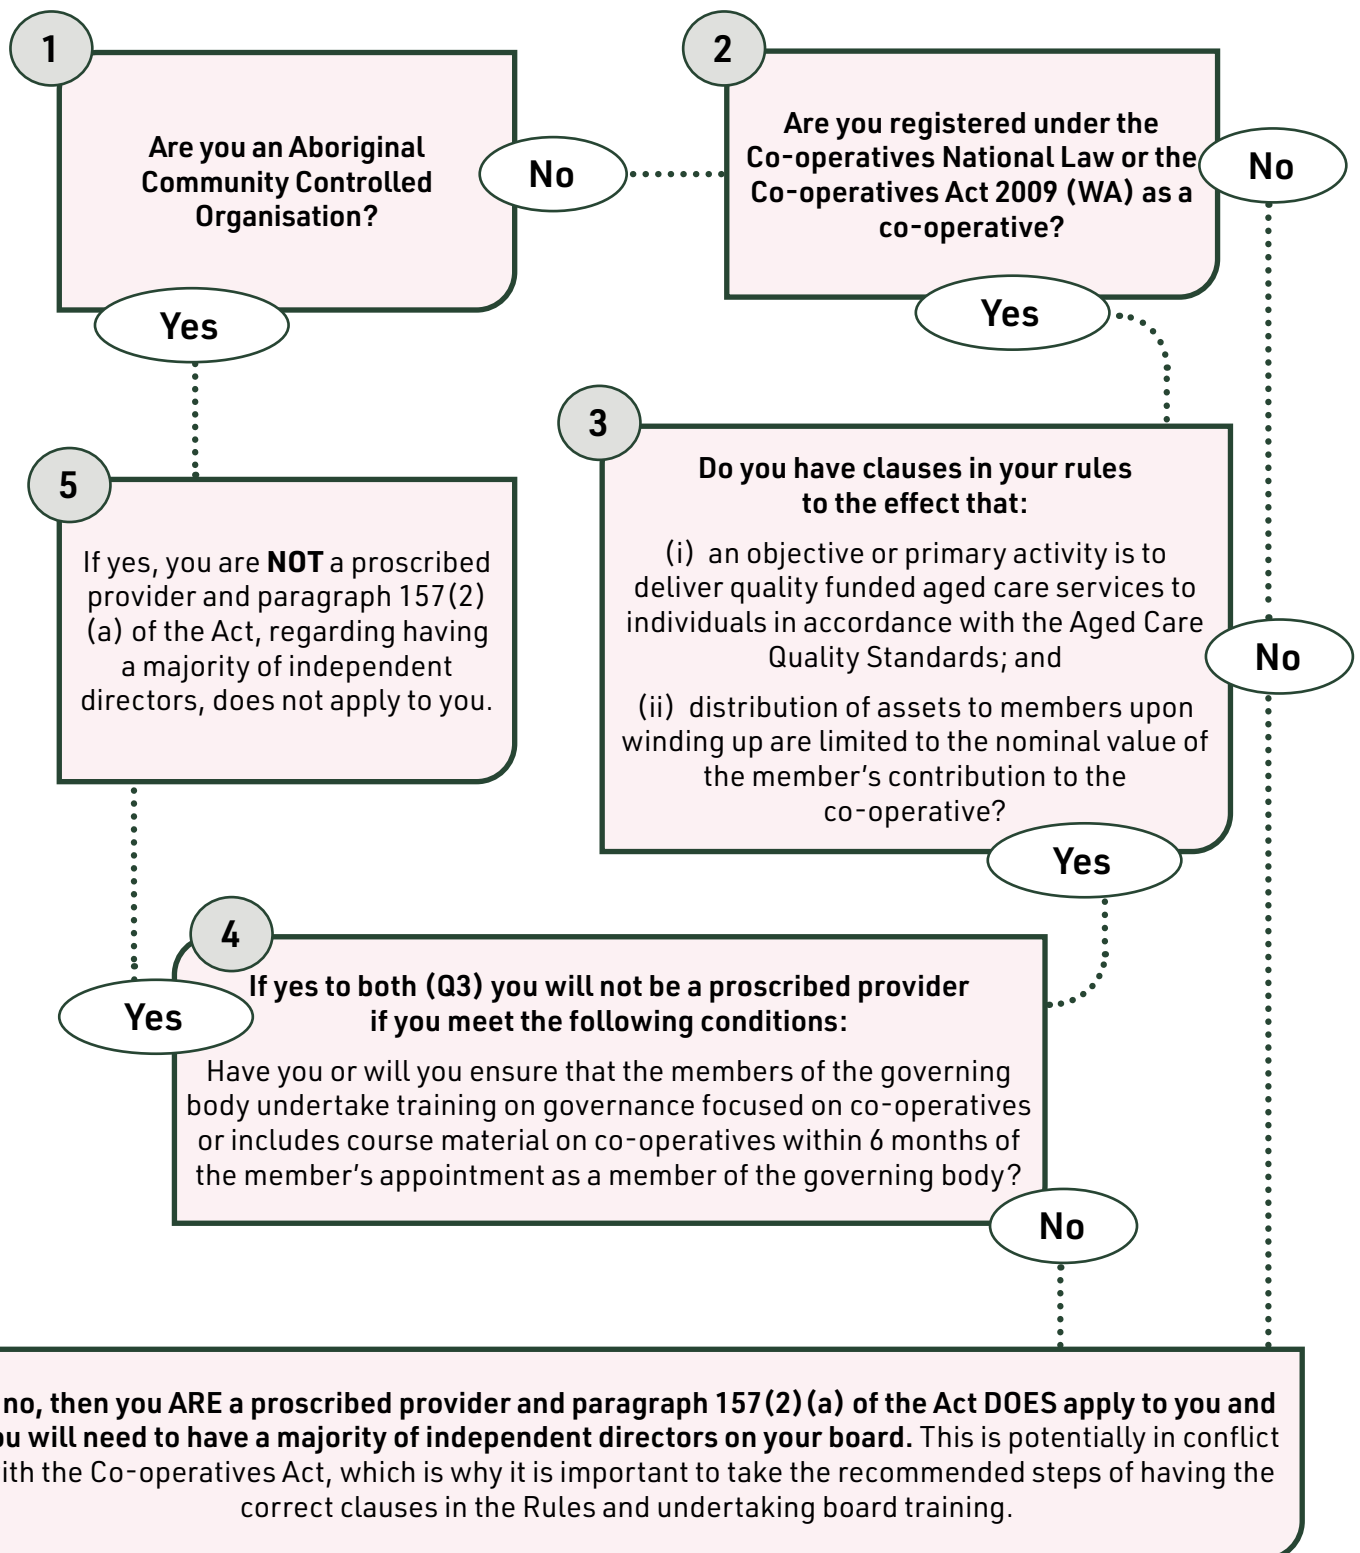 1
Are you an Aboriginal
Community Controlled
Organisation?
No
Yes
2
Are you registered under the
Co-operatives National Law or the
Co-operatives Act 2009 (WA) as a
co-operative?
No
Yes
3
Do you have clauses in your rules
to the effect that:
(i) an objective or primary activity is to
deliver quality funded aged care services to
individuals in accordance with the Aged Care
Quality Standards; and
(ii) distribution of assets to members upon
winding up are limited to the nominal value of
the member's contribution to the
co-operative?
No
Yes
5
If yes, you are NOT a proscribed
provider and paragraph 157(2)
(a) of the Act, regarding having
a majority of independent
directors, does not apply to you.
4
Yes
If yes to both (Q3) you will not be a proscribed provider
if you meet the following conditions:
Have you or will you ensure that the members of the governing
body undertake training on governance focused on co-operatives
or includes course material on co-operatives within 6 months of
the member's appointment as a member of the governing body?
No
no, then you ARE a proscribed provider and paragraph 157(2)(a) of the Act DOES apply to you and
ou will need to have a majority of independent directors on your board. This is potentially in conflict
ith the Co-operatives Act, which is why it is important to take the recommended steps of having the
correct clauses in the Rules and undertaking board training.